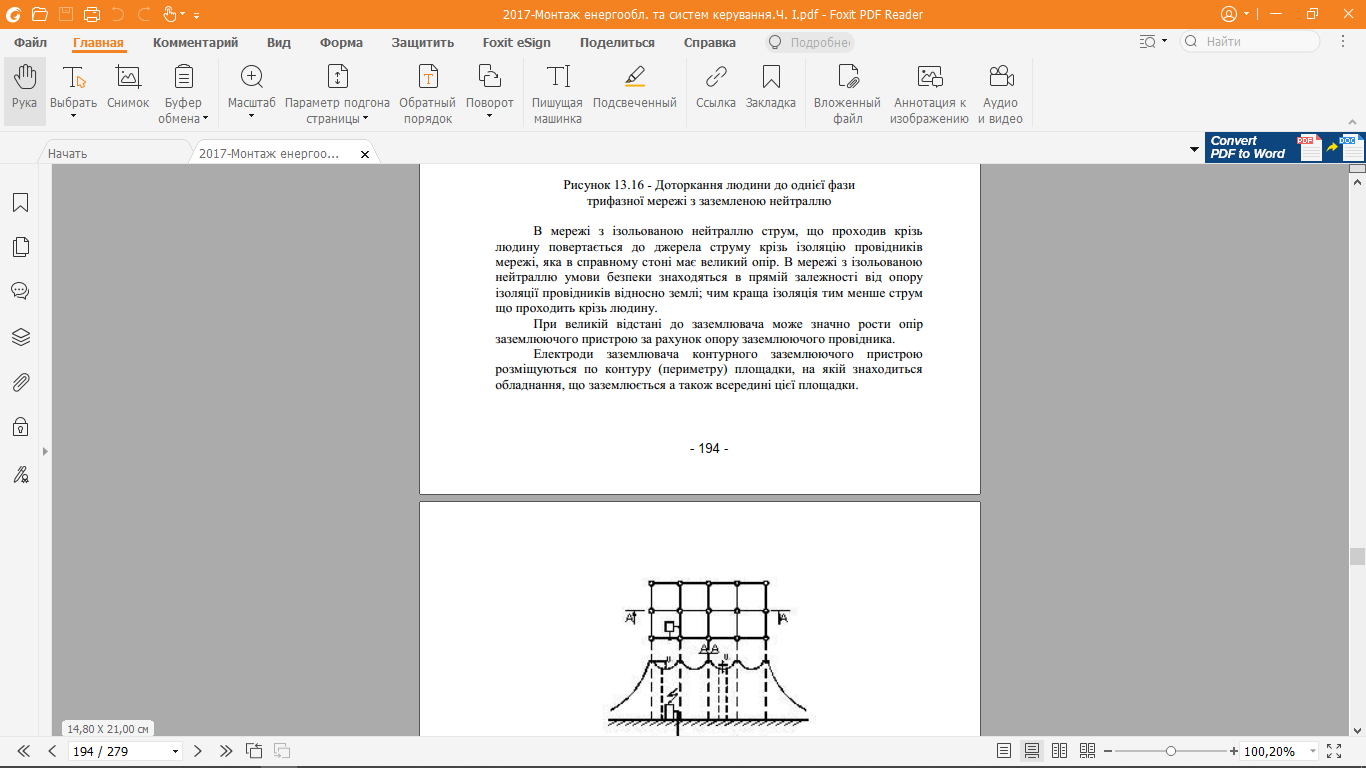 2017-Монтаж енергообл. та систем керування.Ч. I.pdf - Foxit PDF Reader
Файл Главная Комментарий Вид Форма Защитить Foxit eSign Поделиться Справка Подробнее Найти
Рука Выбрать Снимок Буфер обмена Масштаб Параметр подгона страницы Обратный порядок Поворот Пишущая машинка Подсвеченный Ссылка Закладка Вложенный файл Аннотация к изображению Аудио и видео
Начать 2017-Монтаж енергоо... Convert PDF to Word PDF DOC
Рисунок 13.16 - Доторкання людини до однієї фази
трифазної мережі з заземленою нейтраллю
В мережі з ізольованою нейтраллю струм, що проходив крізь
людину повертається до джерела струму крізь ізоляцію провідників
мережі, яка в справному стоні має великий опір. В мережі з ізольованою
нейтраллю умови безпеки знаходяться в прямій залежності від опору
ізоляції провідників відносно землі; чим краща ізоляція тим менше струм
що проходить крізь людину.
При великій відстані до заземлювача може значно рости опір
заземлюючого пристрою за рахунок опору заземлюючого провідника.
Електроди заземлювача контурного заземлюючого пристрою
розміщуються по контуру (периметру) площадки, на якій знаходиться
обладнання, що заземлюється а також всередині цієї площадки.
- 194 -
A A
A A
14,80 X 21,00 см
194 / 279 100,20%